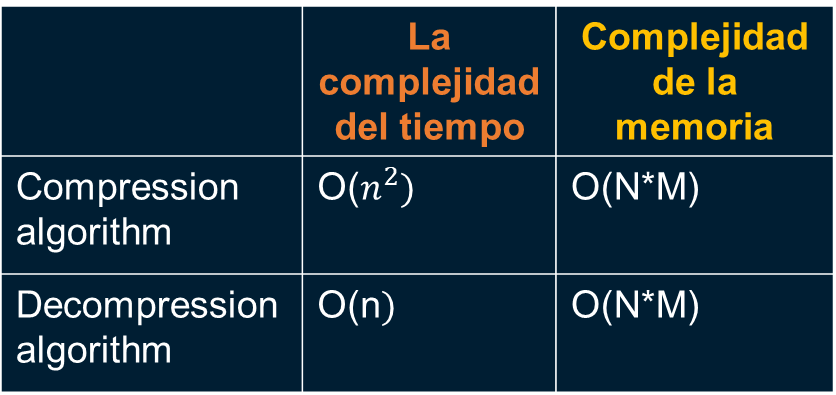 La
complejidad
del tiempo
Complejidad
de la
memoria
Compression
algorithm
O(n²)
O(N*M)
Decompression
algorithm
O(n)
O(N*M)